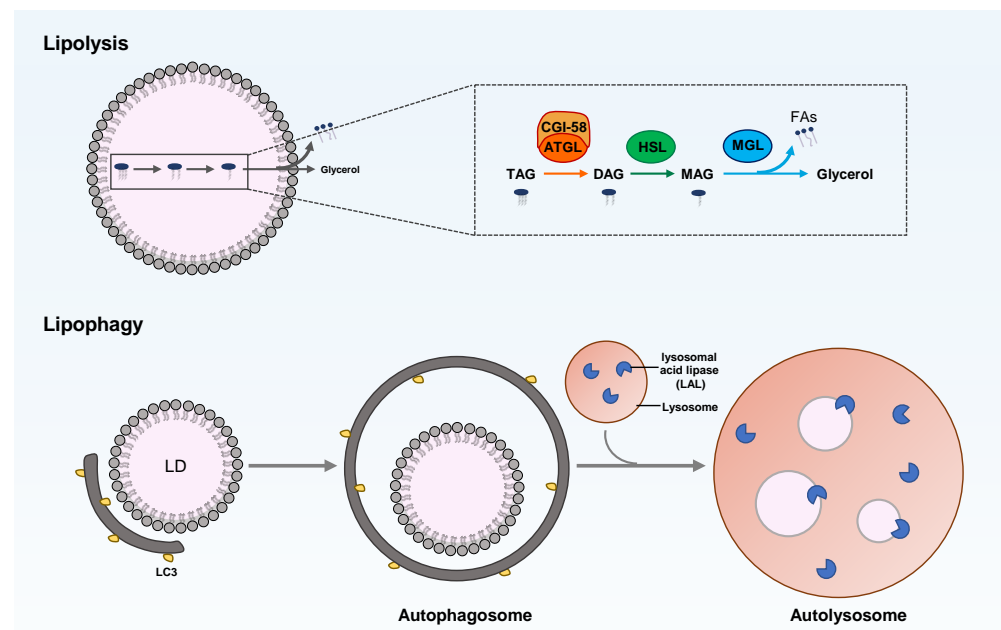 Lipolysis
Glycerol
CGI-58
ATGL
HSL
MGL
FAs
TAG
DAG
MAG
Glycerol
Lipophagy
lysosomal
acid lipase
(LAL)
Lysosome
LD
LC3
Autophagosome
Autolysosome